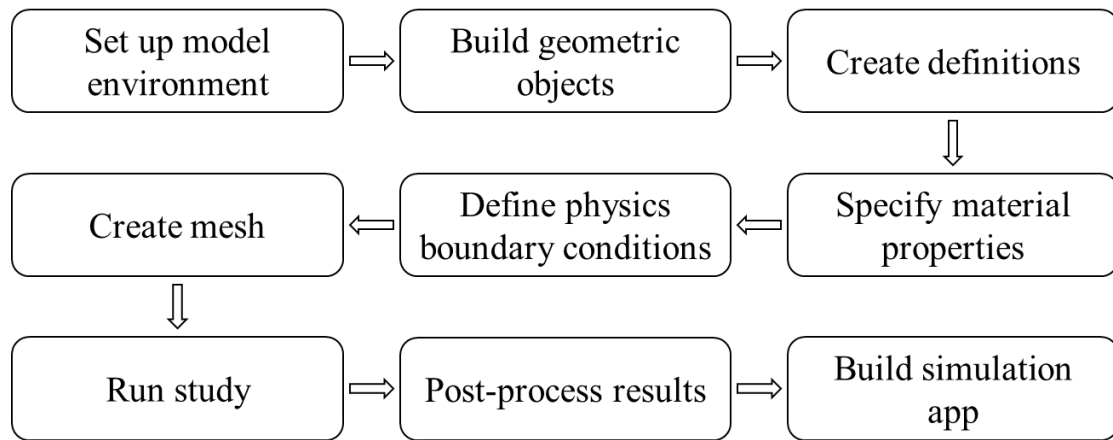 Set up model
environment
Build geometric
objects
Create definitions
Specify material
properties
Define physics
boundary conditions
Create mesh
Run study
Post-process results
Build simulation
app